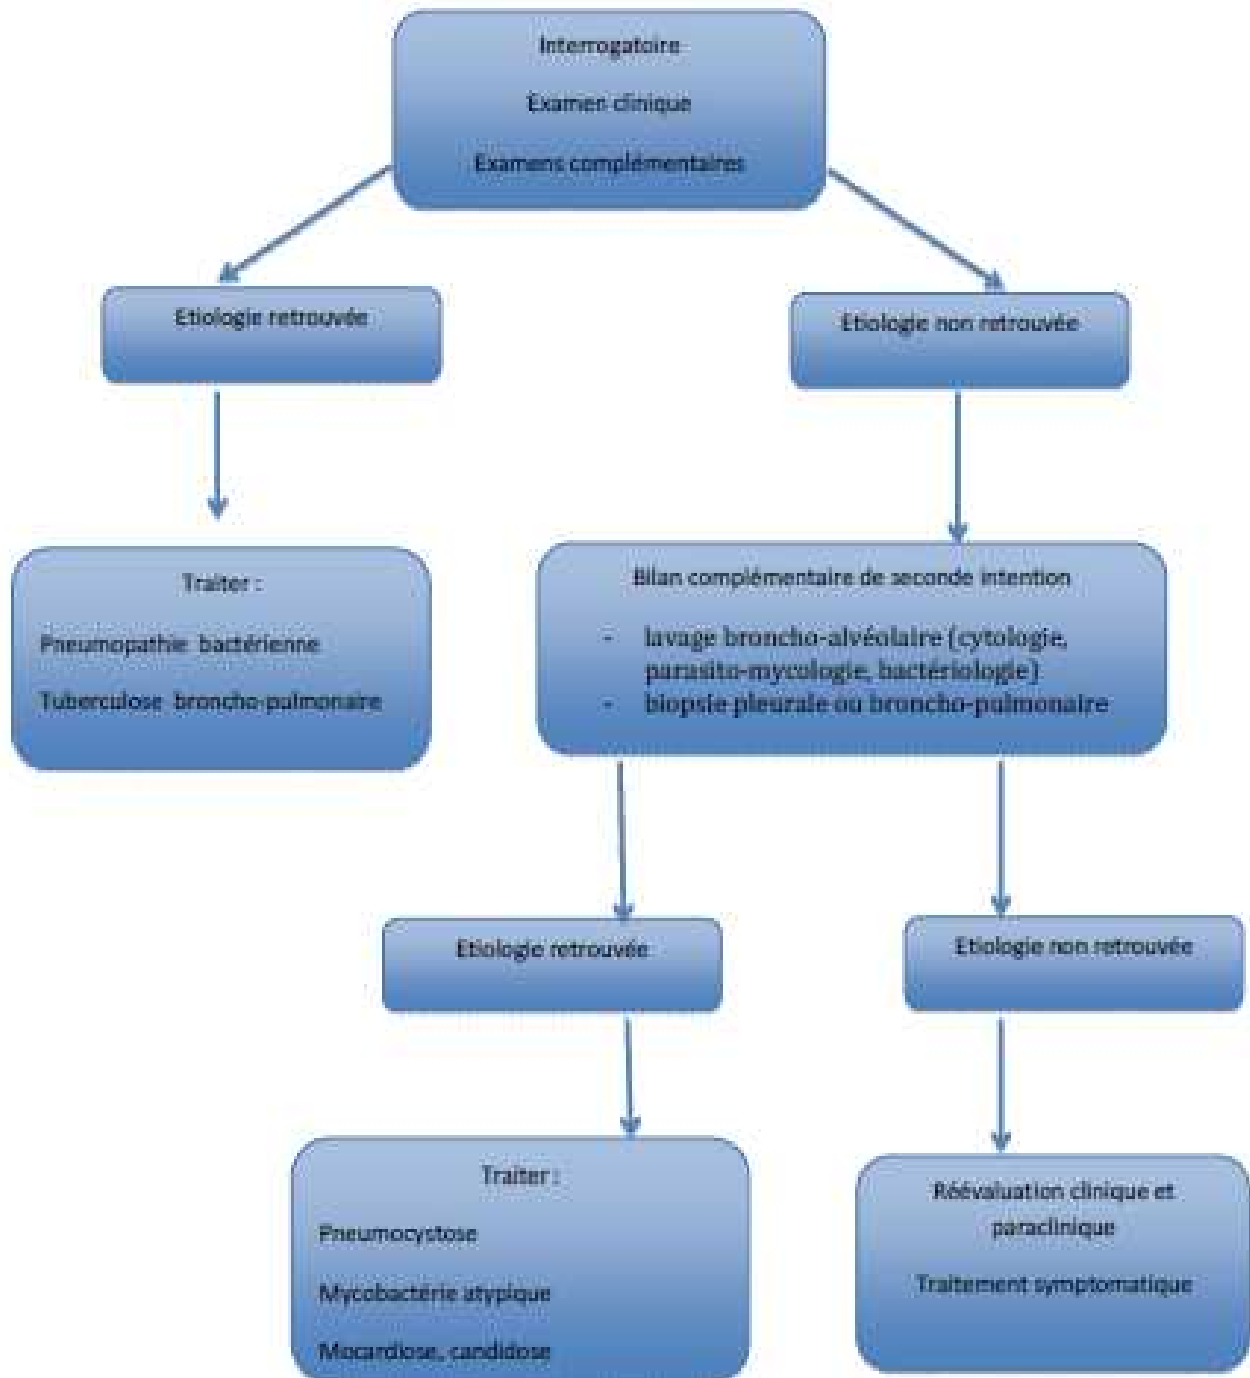 Interrogatoire
Examen clinique
Examens complémentaires
Etiologie retrouvée
Etiologie non retrouvée
Traiter :
Pneumopathie bactérienne
Tuberculose broncho-pulmonaire
Bilan complémentaire de seconde intention
- lavage broncho-alvéolaire (cytologie,
parasito-mycologie, bactériologie)
- biopsie pleurale ou broncho-pulmonaire
Etiologie retrouvée
Etiologie non retrouvée
Traiter :
Pneumocystose
Mycobactérie atypique
Mocardiose, candidose
Réévaluation clinique et
paraclinique
Traitement symptomatique